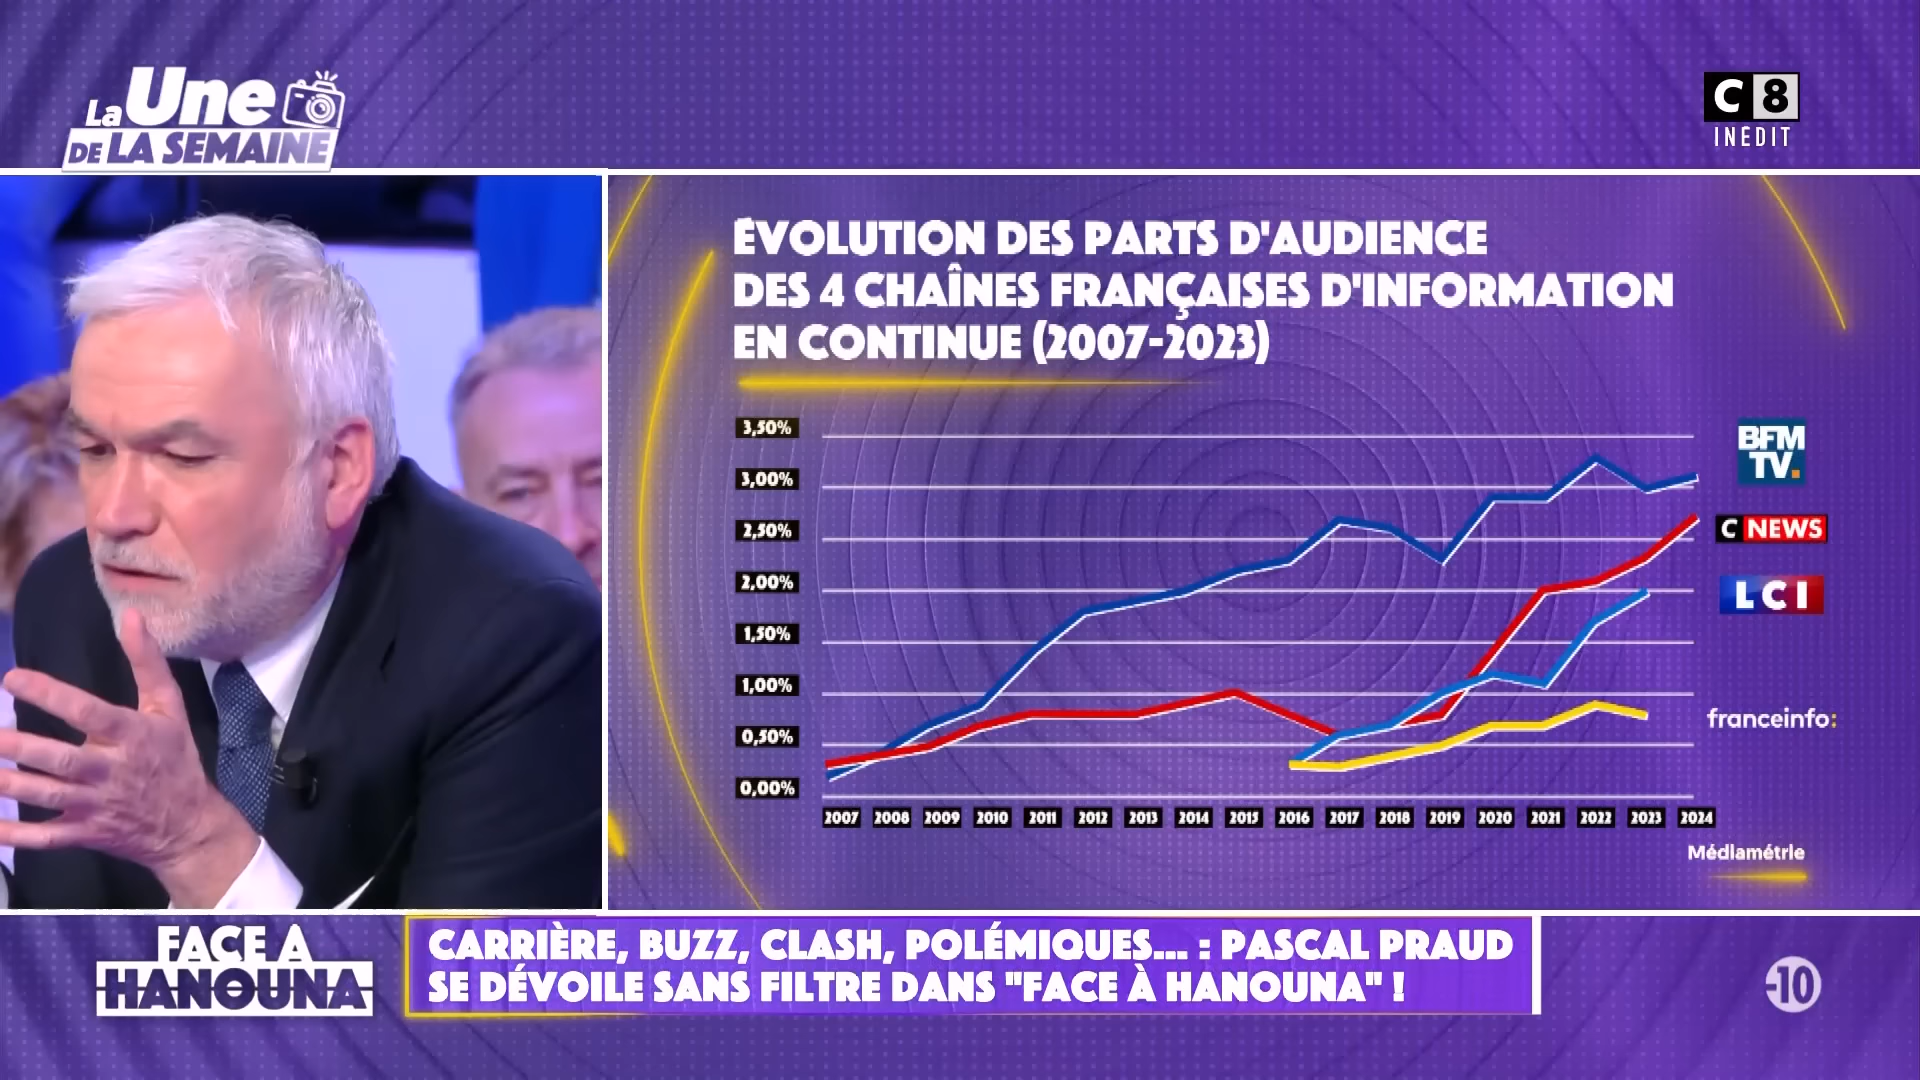 La Une
DE LA SEMAINE
C8
INÉDIT
ÉVOLUTION DES PARTS D'AUDIENCE
DES 4 CHAÎNES FRANÇAISES D'INFORMATION
EN CONTINUE (2007-2023)
3,50%
3,00%
2,50%
2,00%
1,50%
1,00%
0,50%
0,00%
2007 2008 2009 2010 2011 2012 2013 2014 2015 2016 2017 2018 2019 2020 2021 2022 2023 2024
BFM
TV.
C NEWS
LCI
franceinfo:
Médiamétrie
FACE A
HANOUNA
CARRIÈRE, BUZZ, CLASH, POLÉMIQUES... : PASCAL PRAUD
SE DÉVOILE SANS FILTRE DANS "FACE À HANOUNA" !
-10